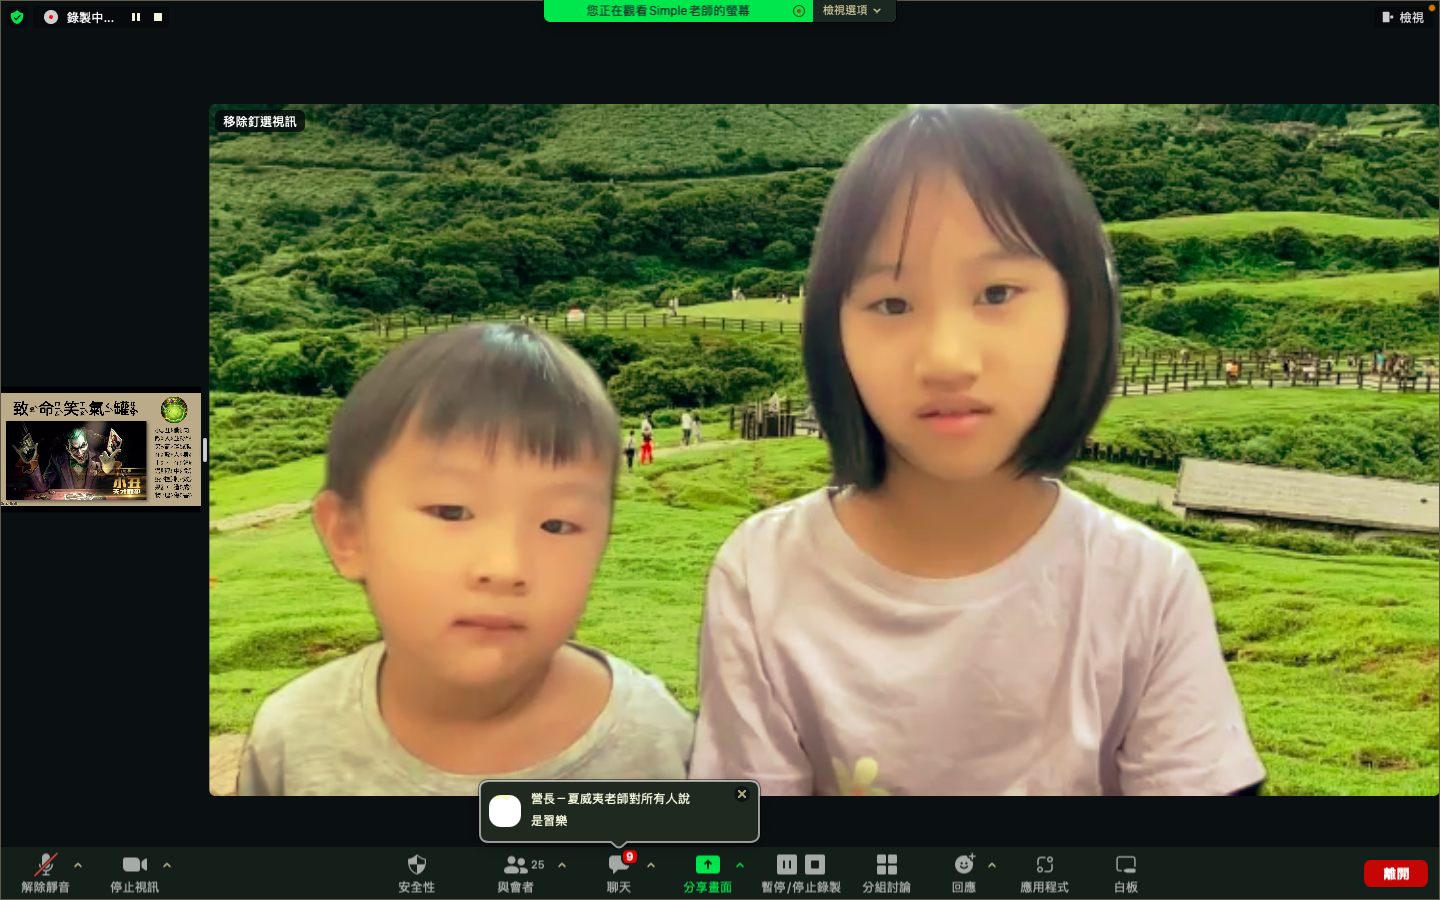 錄製中...
您正在觀看 Simple老師的螢幕
檢視選項
檢視
移除釘選視訊
致命笑氣罐
小丑
天才戲夢
營長－夏威夷老師對所有人說
是習樂
25
9
解除靜音
停止視訊
安全性
與會者
聊天
分享畫面
暫停/停止錄製
分組討論
回應
應用程式
白板
離開